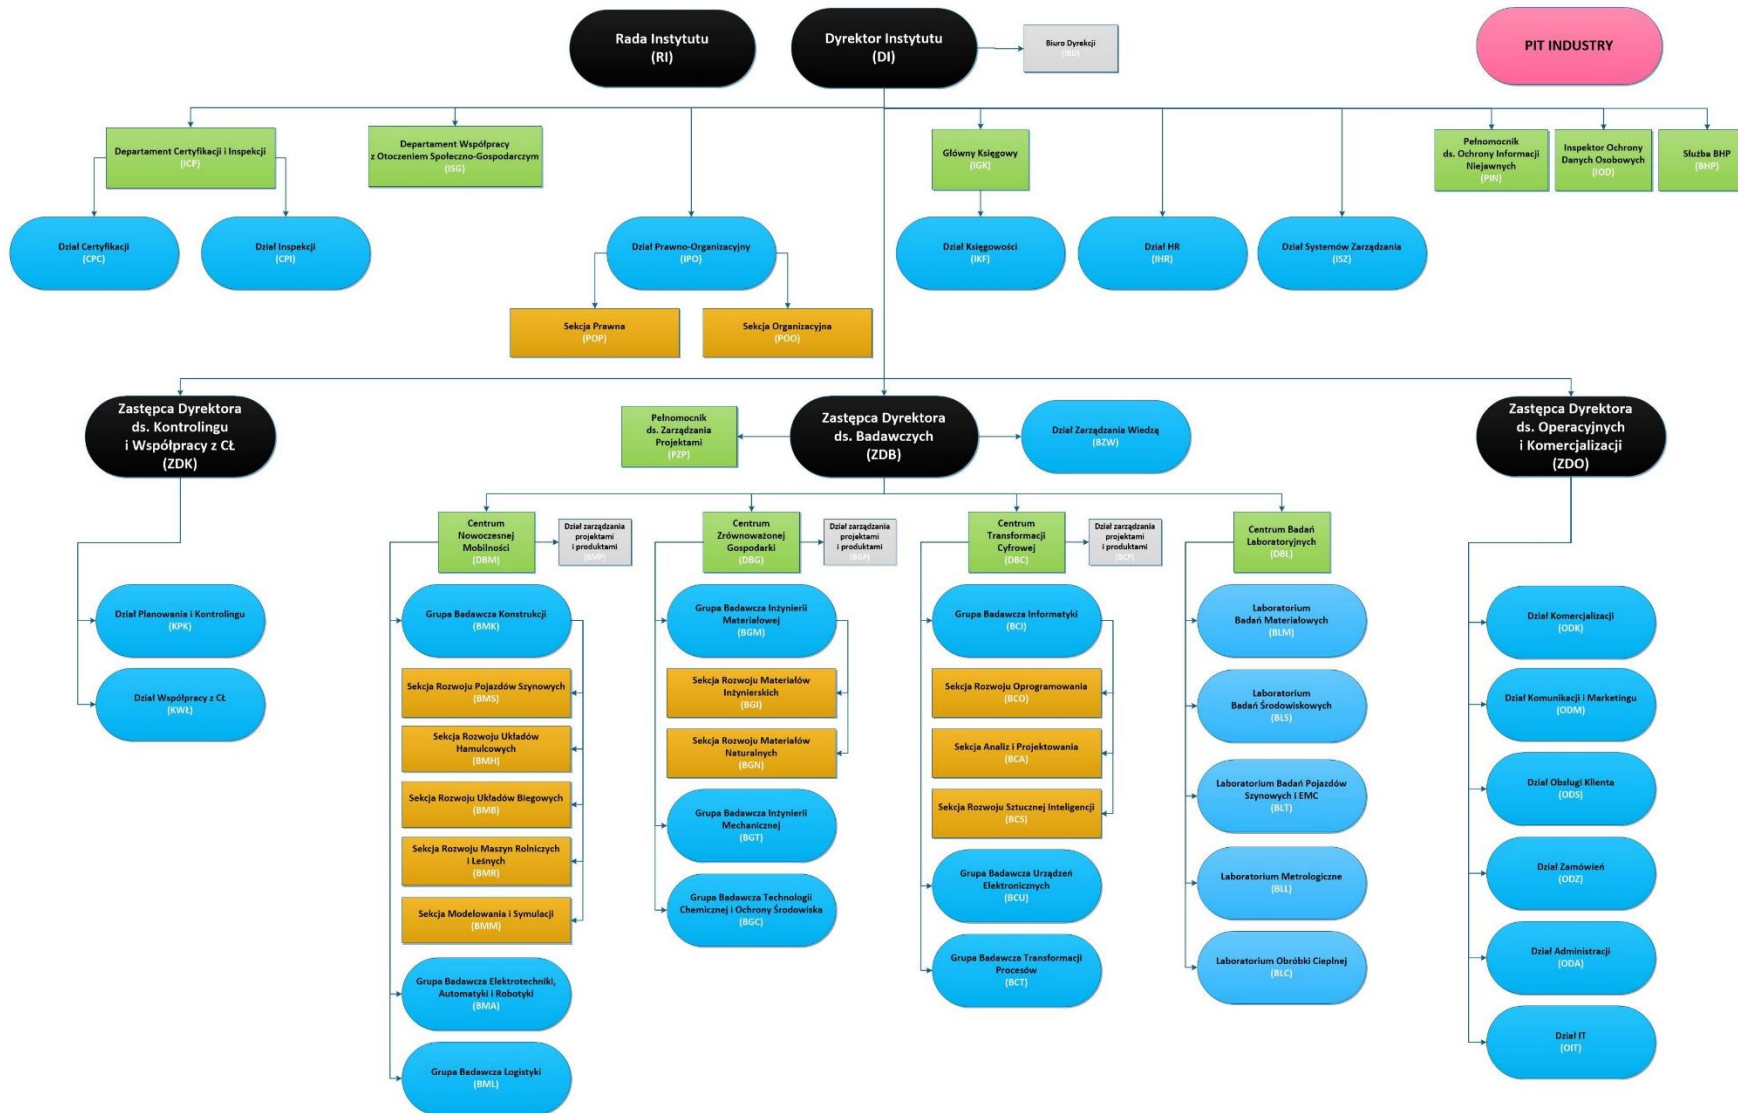 Rada Instytutu
(RI)
Dyrektor Instytutu
(DI)
Biuro Dyrekcji
PIT INDUSTRY
Departament Certyfikacji i Inspekcji
(ICP)
Departament Współpracy
z Otoczeniem Społeczno-Gospodarczym
(ISG)
Główny Księgowy
(IGK)
Pełnomocnik
ds. Ochrony Informacji
Niejawnych
(PIN)
Inspektor Ochrony
Danych Osobowych
(IOD)
Służba BHP
(BHP)
Dział Certyfikacji
(CPC)
Dział Inspekcji
(CPI)
Dział Prawno-Organizacyjny
(IPO)
Dział Księgowości
(IKF)
Dział HR
(IHR)
Dział Systemów Zarządzania
(ISZ)
Sekcja Prawna
(POP)
Sekcja Organizacyjna
(POO)
Zastępca Dyrektora
ds. Kontrolingu
i Współpracy z CŁ
(ZDK)
Pełnomocnik
ds. Zarządzania
Projektami
(PZP)
Zastępca Dyrektora
ds. Badawczych
(ZDB)
Dział Zarządzania Wiedzą
(BZW)
Zastępca Dyrektora
ds. Operacyjnych
i Komercjalizacji
(ZDO)
Centrum
Nowoczesnej
Mobilności
(DBM)
Dział zarządzania
projektami
i produktami
(BMP)
Centrum
Zrównoważonej
Gospodarki
(DBG)
Dział zarządzania
projektami
i produktami
(BGP)
Centrum
Transformacji
Cyfrowej
(DBC)
Dział zarządzania
projektami
i produktami
(BCP)
Centrum Badań
Laboratoryjnych
(DBL)
Dział Planowania i Kontrolingu
(KPK)
Dział Współpracy z CŁ
(KWŁ)
Grupa Badawcza Konstrukcji
(BMK)
Sekcja Rozwoju Pojazdów Szynowych
(BMS)
Sekcja Rozwoju Układów
Hamulcowych
(BMH)
Sekcja Rozwoju Układów Biegowych
(BMB)
Sekcja Rozwoju Maszyn Rolniczych
i Leśnych
(BMR)
Sekcja Modelowania i Symulacji
(BMM)
Grupa Badawcza Elektrotechniki,
Automatyki i Robotyki
(BMA)
Grupa Badawcza Logistyki
(BML)
Grupa Badawcza Inżynierii
Materiałowej
(BGM)
Sekcja Rozwoju Materiałów
Inżynierskich
(BGI)
Sekcja Rozwoju Materiałów
Naturalnych
(BGN)
Grupa Badawcza Inżynierii
Mechanicznej
(BGT)
Grupa Badawcza Technologii
Chemicznej i Ochrony Środowiska
(BGC)
Grupa Badawcza Informatyki
(BCI)
Sekcja Rozwoju Oprogramowania
(BCO)
Sekcja Analiz i Projektowania
(BCA)
Sekcja Rozwoju Sztucznej Inteligencji
(BCS)
Grupa Badawcza Urządzeń
Elektronicznych
(BCU)
Grupa Badawcza Transformacji
Procesów
(BCT)
Laboratorium
Badań Materiałowych
(BLM)
Laboratorium
Badań Środowiskowych
(BLS)
Laboratorium Badań Pojazdów
Szynowych i EMC
(BLT)
Laboratorium Metrologiczne
(BLL)
Laboratorium Obróbki Cieplnej
(BLC)
Dział Komercjalizacji
(ODK)
Dział Komunikacji i Marketingu
(ODM)
Dział Obsługi Klienta
(ODS)
Dział Zamówień
(ODZ)
Dział Administracji
(ODA)
Dział IT
(OIT)